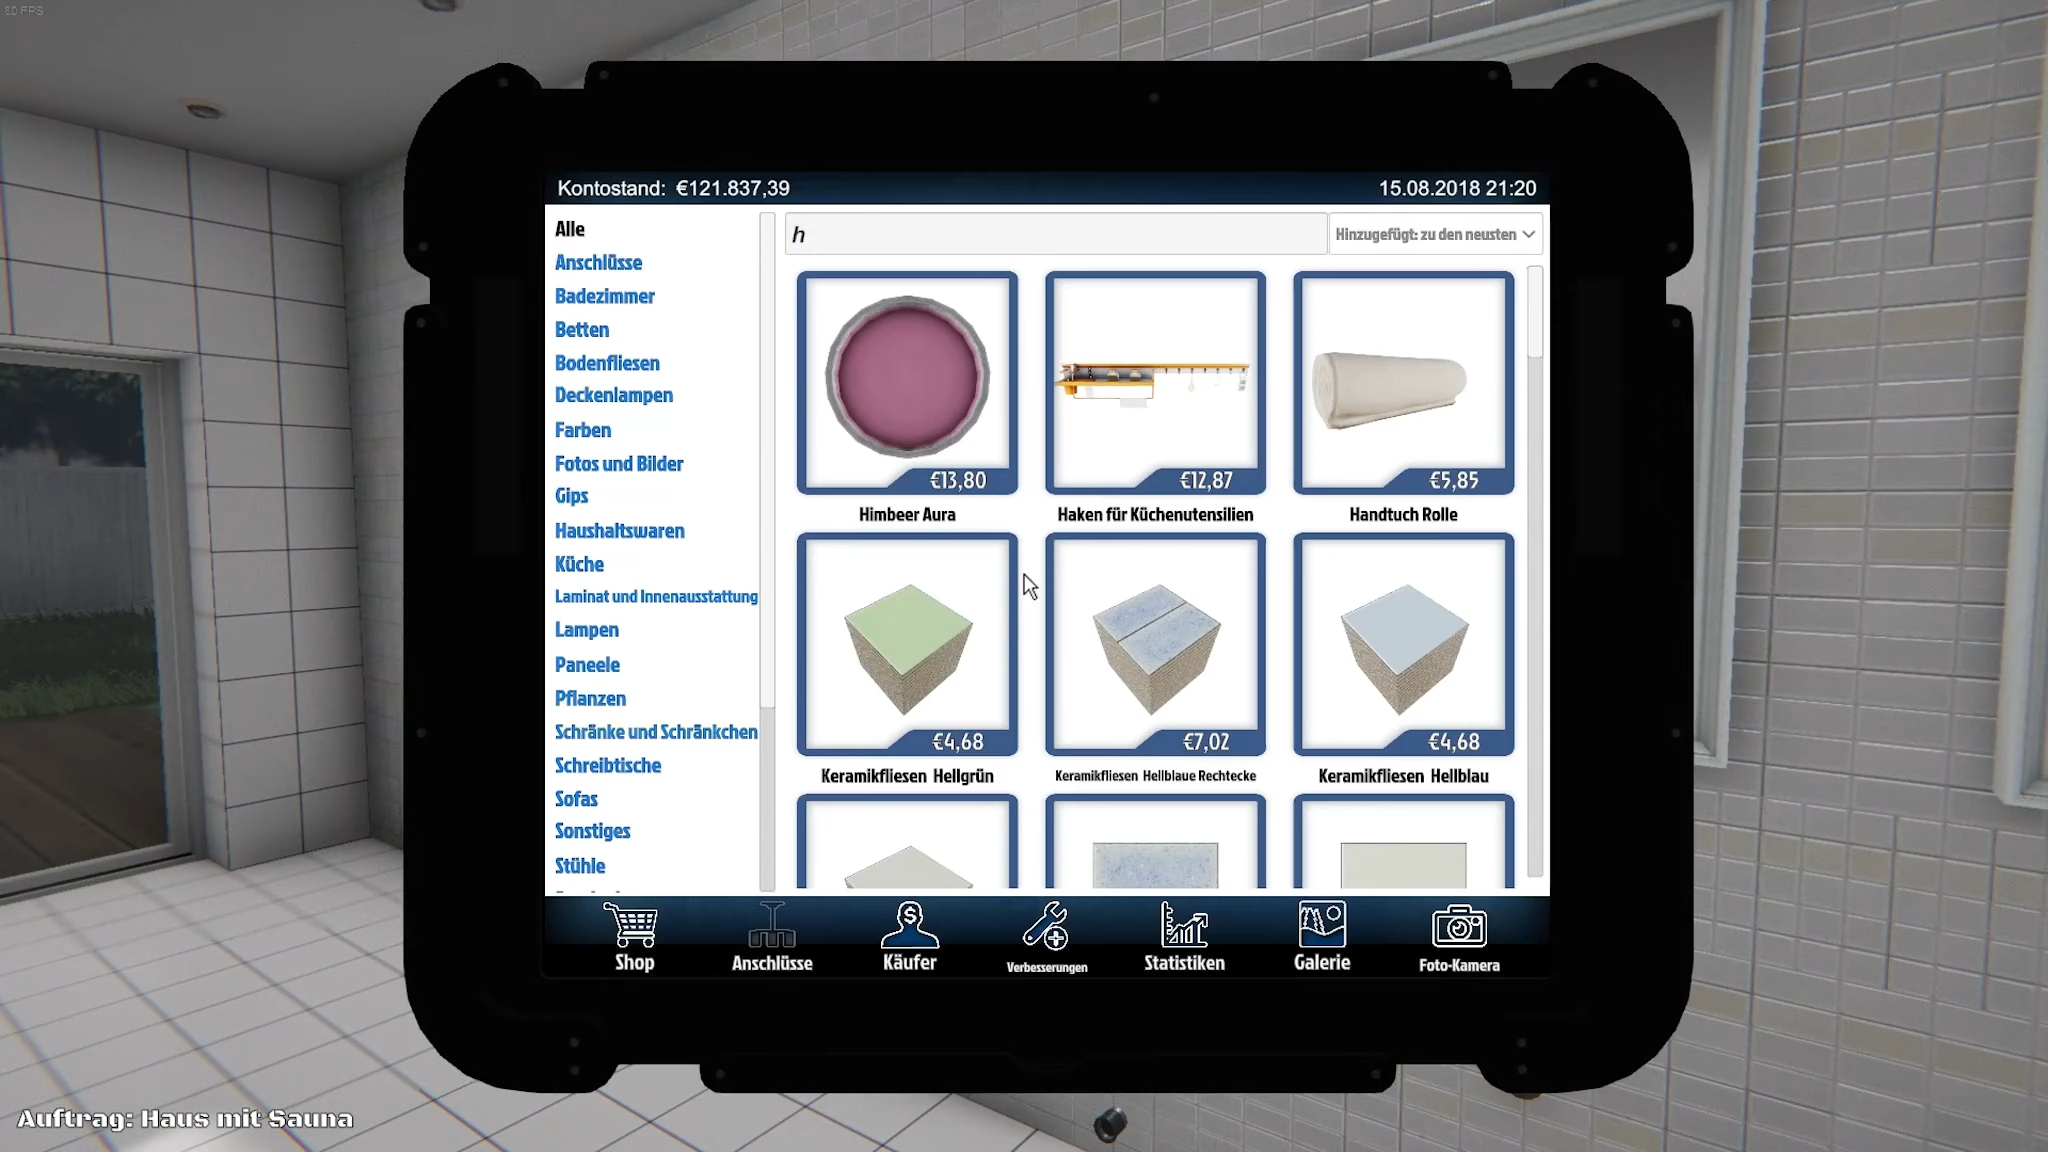 80 FPS
Kontostand: €121.837,39
15.08.2018 21:20
Alle
Anschlüsse
Badezimmer
Betten
Bodenfliesen
Deckenlampen
Farben
Fotos und Bilder
Gips
Haushaltswaren
Küche
Laminat und Innenausstattung
Lampen
Paneele
Pflanzen
Schränke und Schränkchen
Schreibtische
Sofas
Sonstiges
Stühle
h
Hinzugefügt: zu den neusten
€13,80
€12,87
€5,85
Himbeer Aura
Haken für Küchenutensilien
Handtuch Rolle
€4,68
€7,02
€4,68
Keramikfliesen Hellgrün
Keramikfliesen Hellblaue Rechtecke
Keramikfliesen Hellblau
Shop
Anschlüsse
Käufer
Verbesserungen
Statistiken
Galerie
Foto-Kamera
Auftrag: Haus mit Sauna